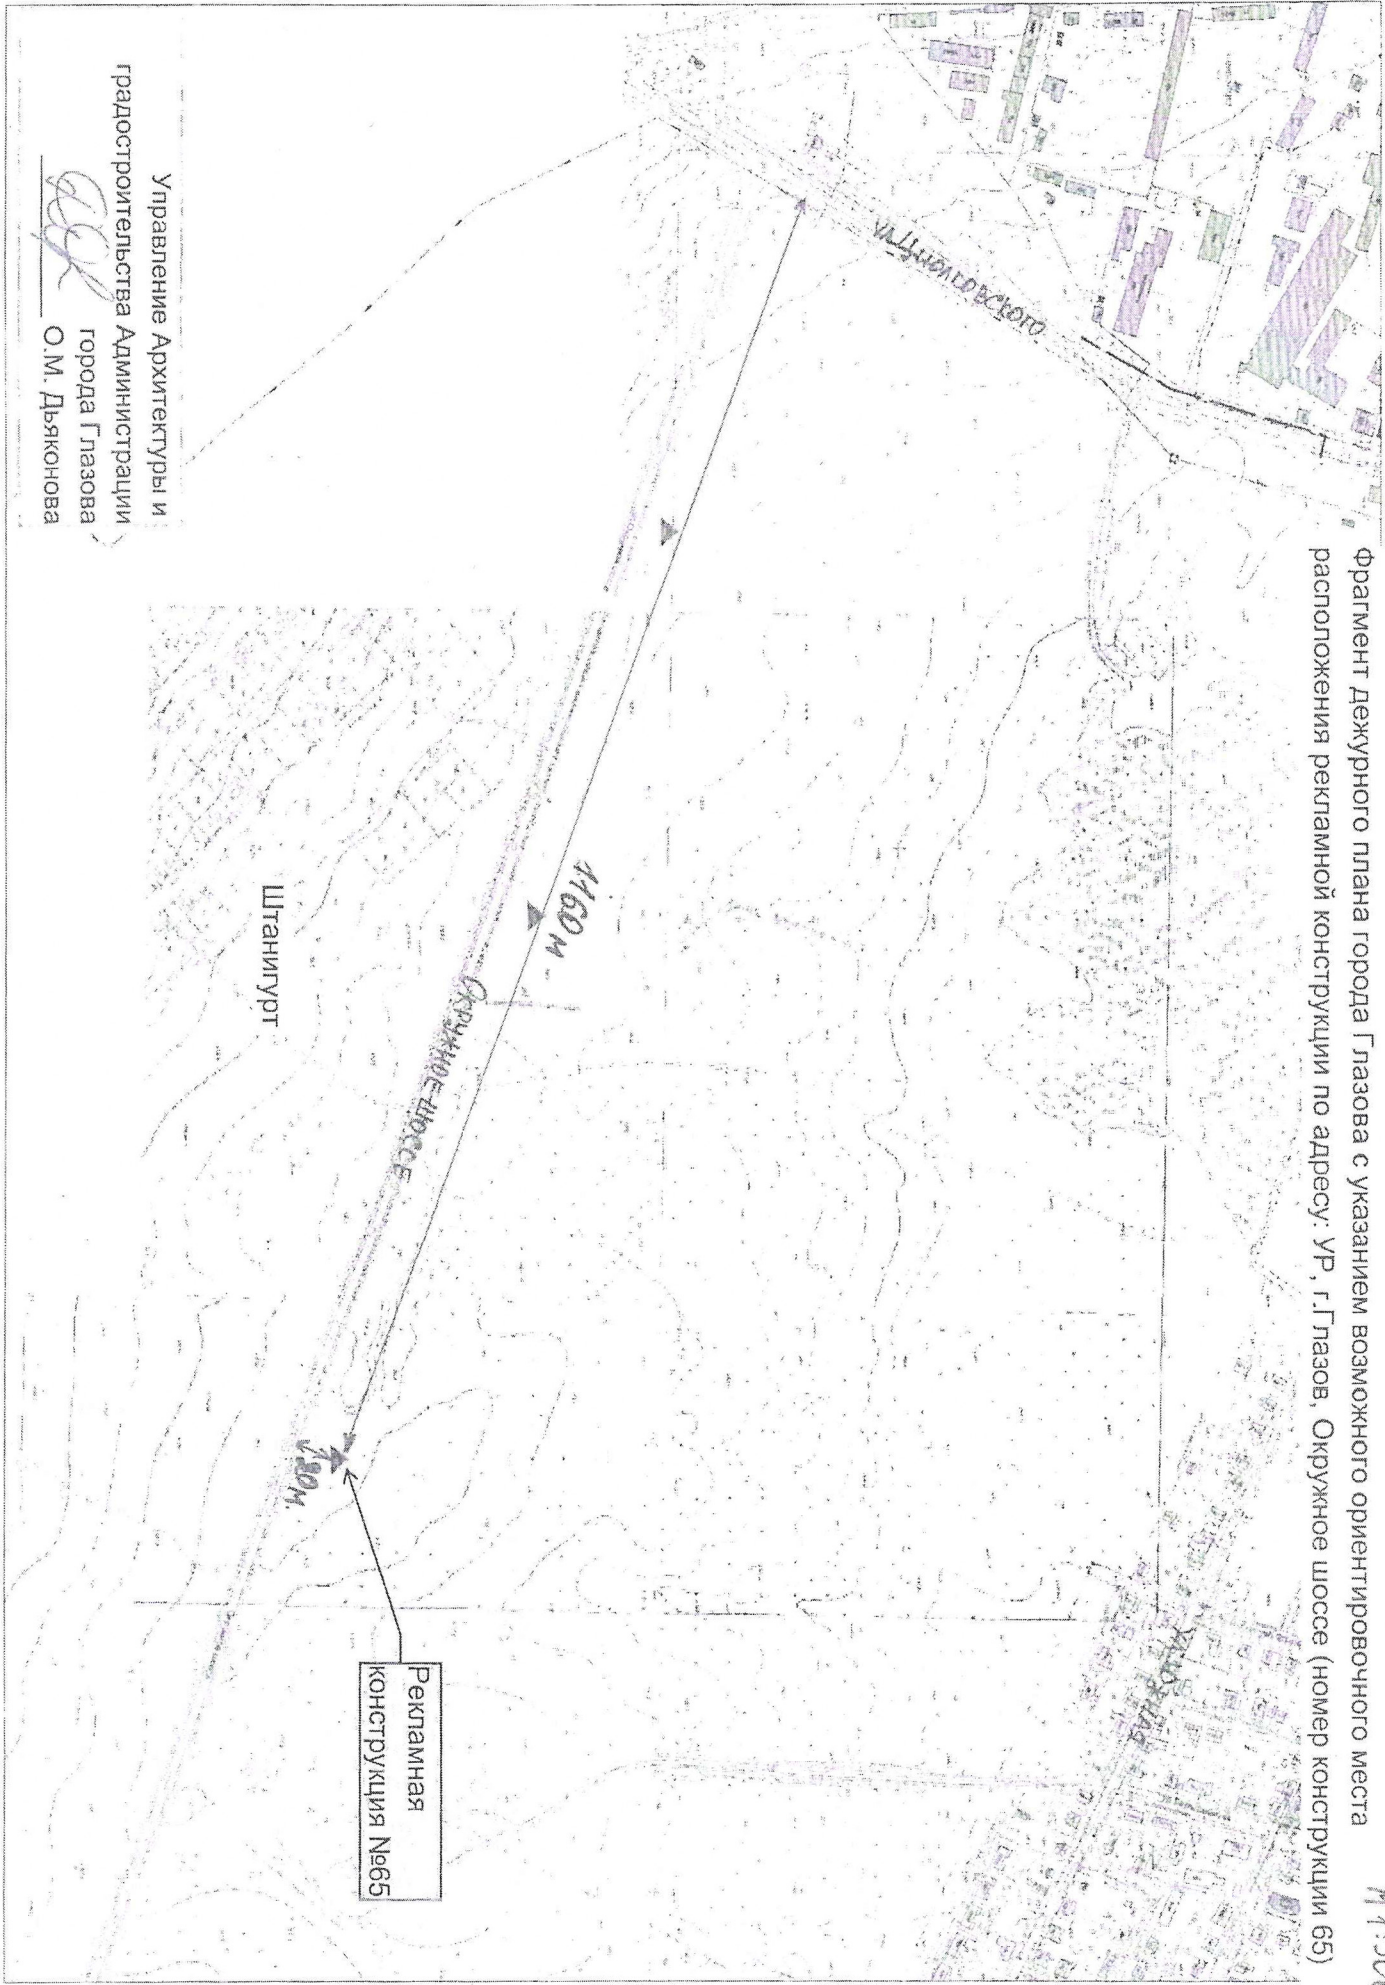 Фрагмент дежурного плана города Глазова с указанием возможного ориентировочного места
расположения рекламной конструкции по адресу: УР, г.Глазов, Окружное шоссе (номер конструкции 65)
ул. Циолковского
1160 м
Окружное шоссе
Штанигурт
80 м.
Рекламная
конструкция №65
Управление Архитектуры и
градостроительства Администрации
города Глазова
О.М. Дьяконова